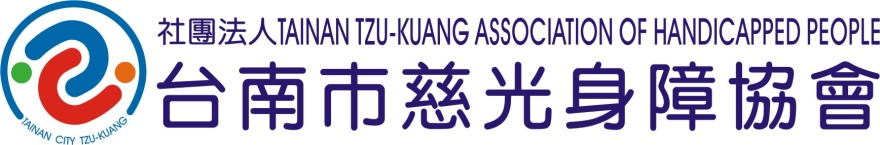 社團法人TAINAN TZU-KUANG ASSOCIATION OF HANDICAPPED PEOPLE
台南市慈光身障協會
TAINAN CITY TZU-KUANG